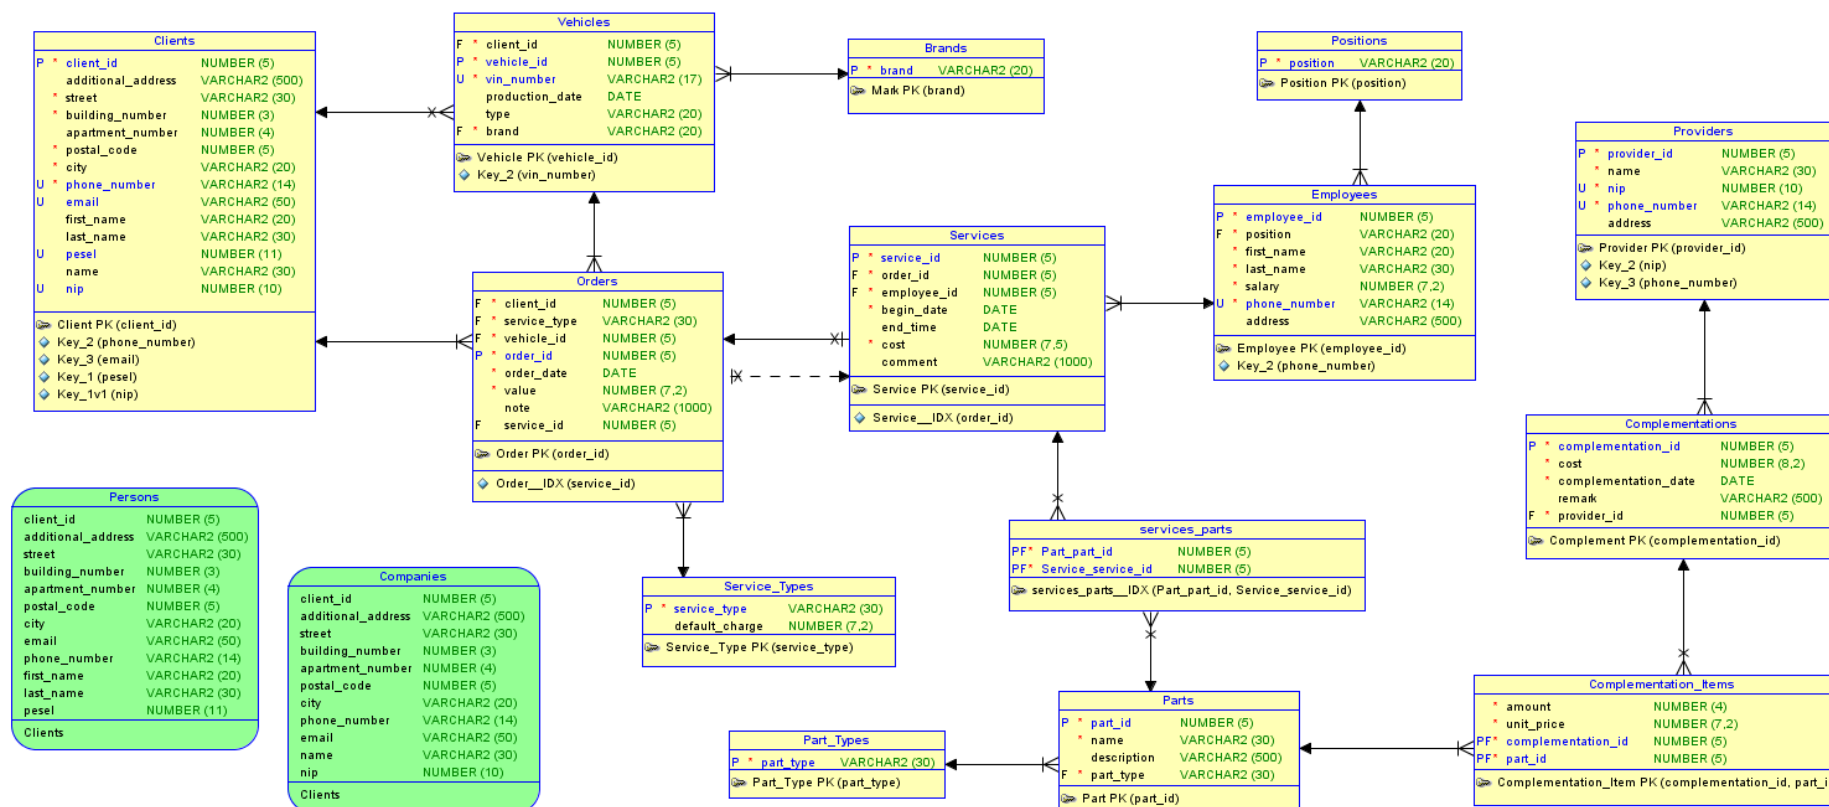 Clients
P * client_id NUMBER (5)
additional_address VARCHAR2 (500)
* street VARCHAR2 (30)
* building_number NUMBER (3)
apartment_number NUMBER (4)
* postal_code NUMBER (5)
* city VARCHAR2 (20)
U * phone_number VARCHAR2 (14)
U email VARCHAR2 (50)
first_name VARCHAR2 (20)
last_name VARCHAR2 (30)
U pesel NUMBER (11)
name VARCHAR2 (30)
U nip NUMBER (10)
Client PK (client_id)
Key_2 (phone_number)
Key_3 (email)
Key_1 (pesel)
Key_1v1 (nip)
Vehicles
F * client_id NUMBER (5)
P * vehicle_id NUMBER (5)
U * vin_number VARCHAR2 (17)
production_date DATE
type VARCHAR2 (20)
F * brand VARCHAR2 (20)
Vehicle PK (vehicle_id)
Key_2 (vin_number)
Brands
P * brand VARCHAR2 (20)
Mark PK (brand)
Positions
P * position VARCHAR2 (20)
Position PK (position)
Providers
P * provider_id NUMBER (5)
* name VARCHAR2 (30)
U * nip NUMBER (10)
U * phone_number VARCHAR2 (14)
address VARCHAR2 (500)
Provider PK (provider_id)
Key_2 (nip)
Key_3 (phone_number)
Employees
P * employee_id NUMBER (5)
F * position VARCHAR2 (20)
* first_name VARCHAR2 (20)
* last_name VARCHAR2 (30)
* salary NUMBER (7,2)
U * phone_number VARCHAR2 (14)
address VARCHAR2 (500)
Employee PK (employee_id)
Key_2 (phone_number)
Services
P * service_id NUMBER (5)
F * order_id NUMBER (5)
F * employee_id NUMBER (5)
* begin_date DATE
end_time DATE
* cost NUMBER (7,5)
comment VARCHAR2 (1000)
Service PK (service_id)
Service__IDX (order_id)
Orders
F * client_id NUMBER (5)
F * service_type VARCHAR2 (30)
F * vehicle_id NUMBER (5)
P * order_id NUMBER (5)
* order_date DATE
* value NUMBER (7,2)
note VARCHAR2 (1000)
F service_id NUMBER (5)
Order PK (order_id)
Order__IDX (service_id)
Complementations
P * complementation_id NUMBER (5)
* cost NUMBER (8,2)
* complementation_date DATE
remark VARCHAR2 (500)
F * provider_id NUMBER (5)
Complement PK (complementation_id)
Persons
client_id NUMBER (5)
additional_address VARCHAR2 (500)
street VARCHAR2 (30)
building_number NUMBER (3)
apartment_number NUMBER (4)
postal_code NUMBER (5)
city VARCHAR2 (20)
email VARCHAR2 (50)
phone_number VARCHAR2 (14)
first_name VARCHAR2 (20)
last_name VARCHAR2 (30)
pesel NUMBER (11)
Clients
Companies
client_id NUMBER (5)
additional_address VARCHAR2 (500)
street VARCHAR2 (30)
building_number NUMBER (3)
apartment_number NUMBER (4)
postal_code NUMBER (5)
city VARCHAR2 (20)
phone_number VARCHAR2 (14)
email VARCHAR2 (50)
name VARCHAR2 (30)
nip NUMBER (10)
Clients
Service_Types
P * service_type VARCHAR2 (30)
default_charge NUMBER (7,2)
Service_Type PK (service_type)
services_parts
PF* Part_part_id NUMBER (5)
PF* Service_service_id NUMBER (5)
services_parts__IDX (Part_part_id, Service_service_id)
Part_Types
P * part_type VARCHAR2 (30)
Part_Type PK (part_type)
Parts
P * part_id NUMBER (5)
* name VARCHAR2 (30)
description VARCHAR2 (500)
F * part_type VARCHAR2 (30)
Part PK (part_id)
Complementation_Items
* amount NUMBER (4)
* unit_price NUMBER (7,2)
PF* complementation_id NUMBER (5)
PF* part_id NUMBER (5)
Complementation_Item PK (complementation_id, part_i